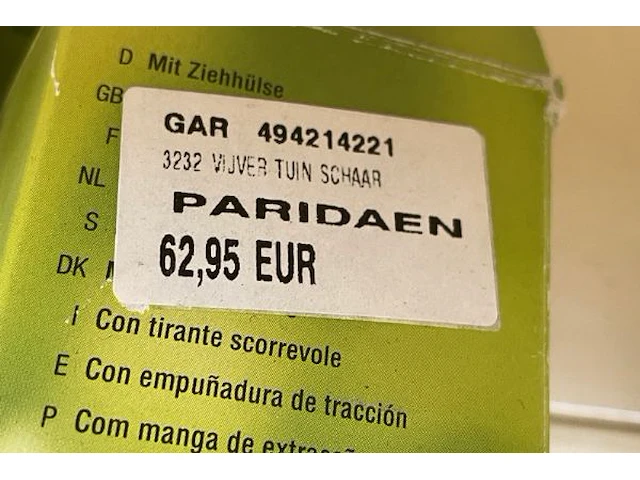 D Mit Ziehhülse
GB
F
NL
S
DK
GAR 494214221
3232 VIJVER TUIN SCHAAR
PARIDAEN
62,95 EUR
I Con tirante scorrevole
E Con empuñadura de tracción
P Com manga de